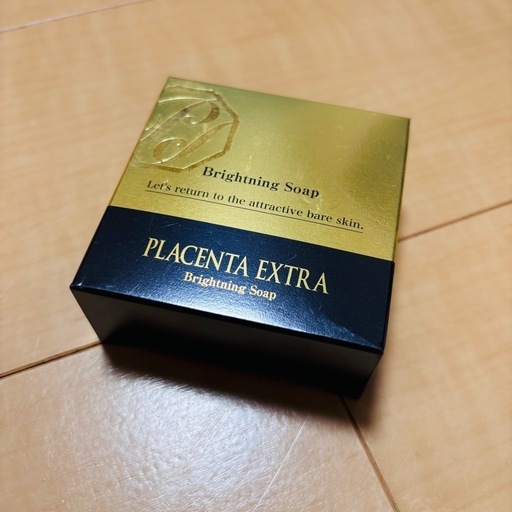 Brightning Soap
Let's return to the attractive bare skin.
PLACENTA EXTRA
Brightning Soap